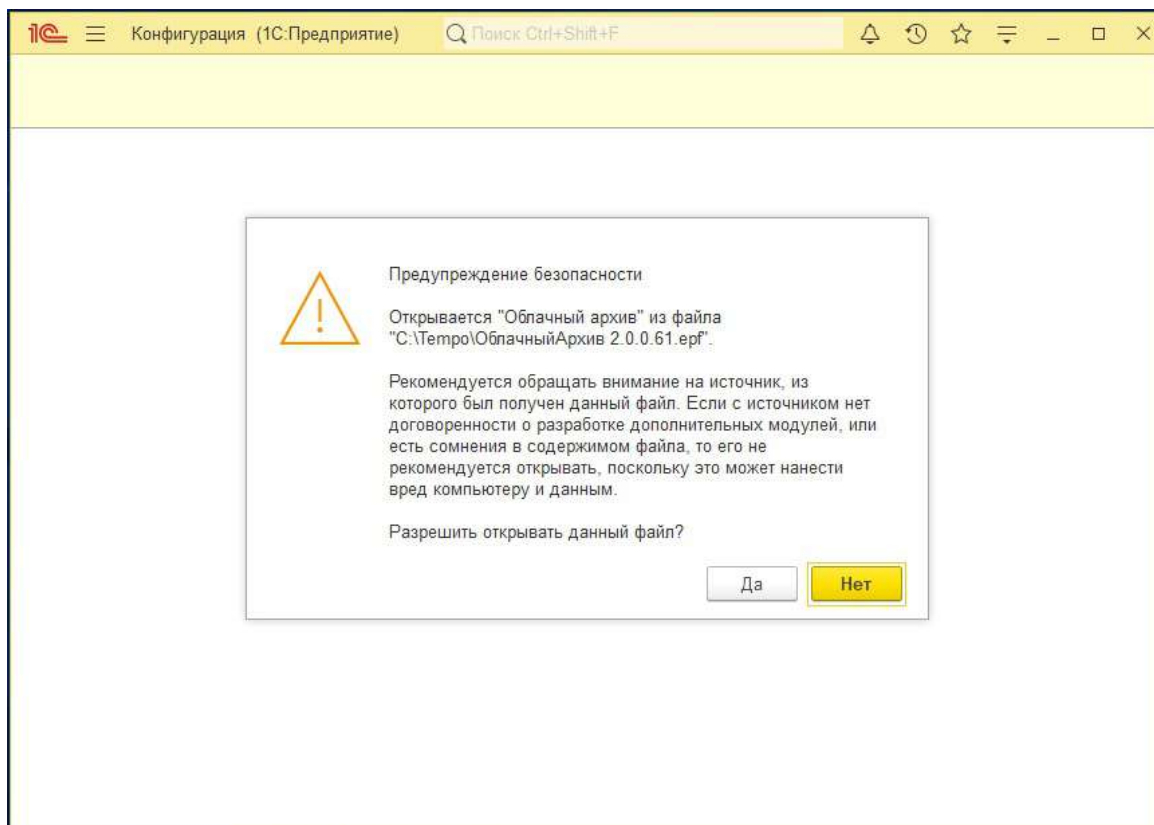 1С Конфигурация (1С:Предприятие) Поиск Ctrl+Shift+F
Предупреждение безопасности
Открывается "Облачный архив" из файла
"C:\Tempo\ОблачныйАрхив 2.0.0.61.epf".
Рекомендуется обращать внимание на источник, из
которого был получен данный файл. Если с источником нет
договоренности о разработке дополнительных модулей, или
есть сомнения в содержимом файла, то его не
рекомендуется открывать, поскольку это может нанести
вред компьютеру и данным.
Разрешить открывать данный файл?
Да Нет